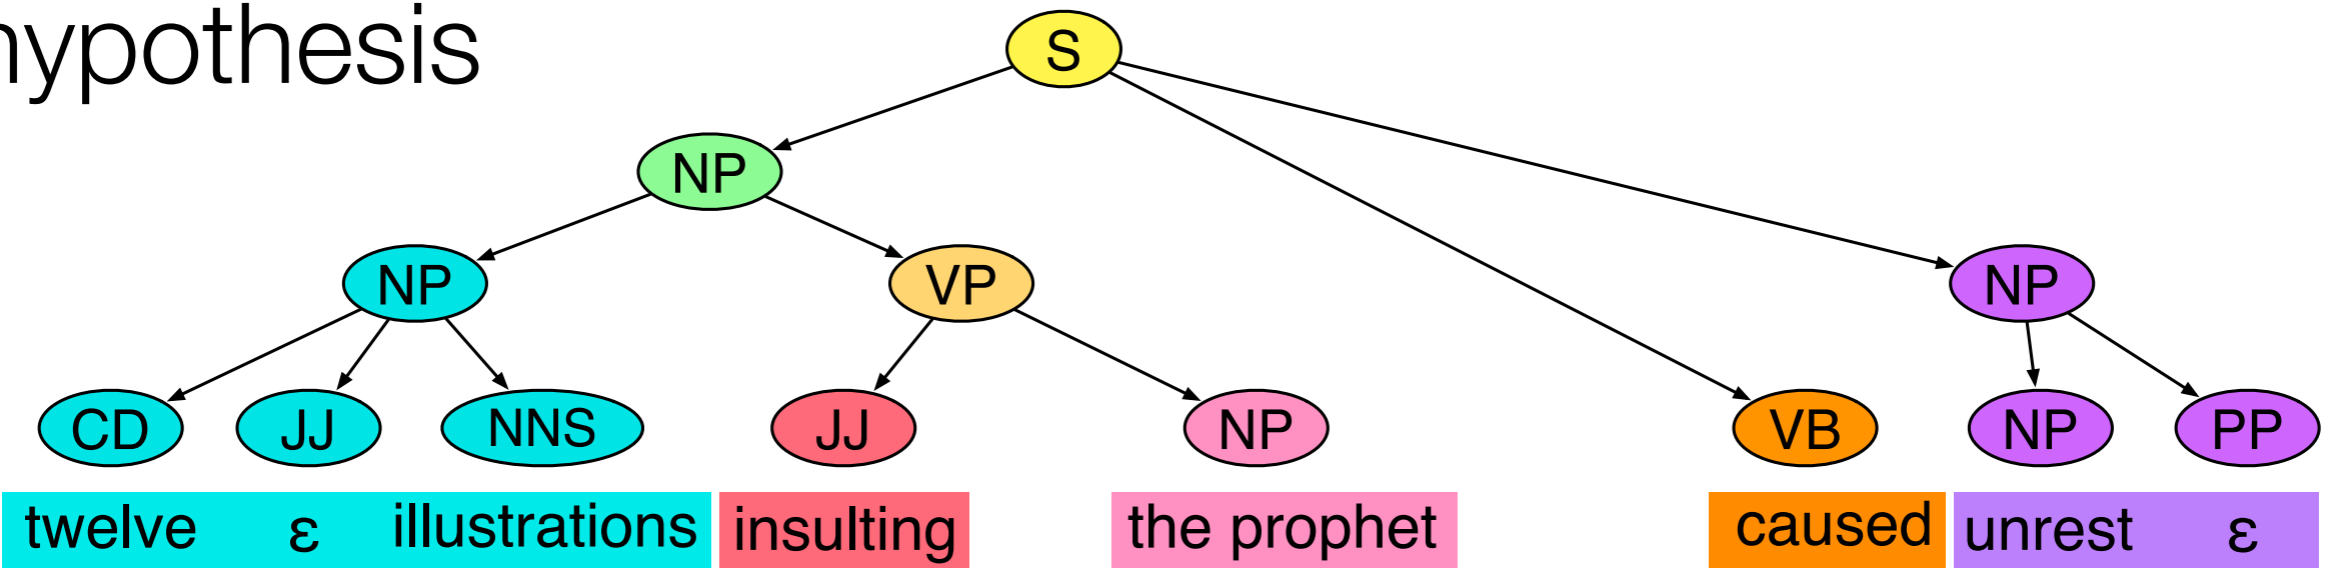 hypothesis
S
NP
NP VP NP
CD JJ NNS JJ NP VB NP PP
twelve ε illustrations insulting the prophet caused unrest ε